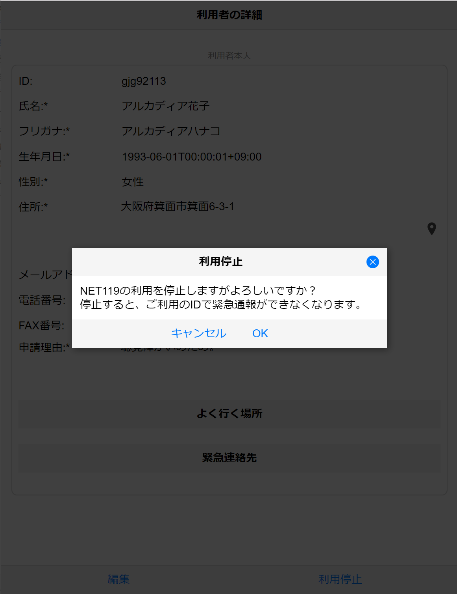 利用者の詳細
利用者本人
ID: gjg92113
氏名:* アルカディア花子
フリガナ:* アルカディアハナコ
生年月日:* 1993-06-01T00:00:01+09:00
性別:* 女性
住所:* 大阪府箕面市箕面6-3-1
利用停止
メールアド
NET119の利用を停止しますがよろしいですか？
停止すると、ご利用のIDで緊急通報ができなくなります。
電話番号:
FAX番号:
キャンセル OK
申請理由:*
よく行く場所
緊急連絡先
編集 利用停止